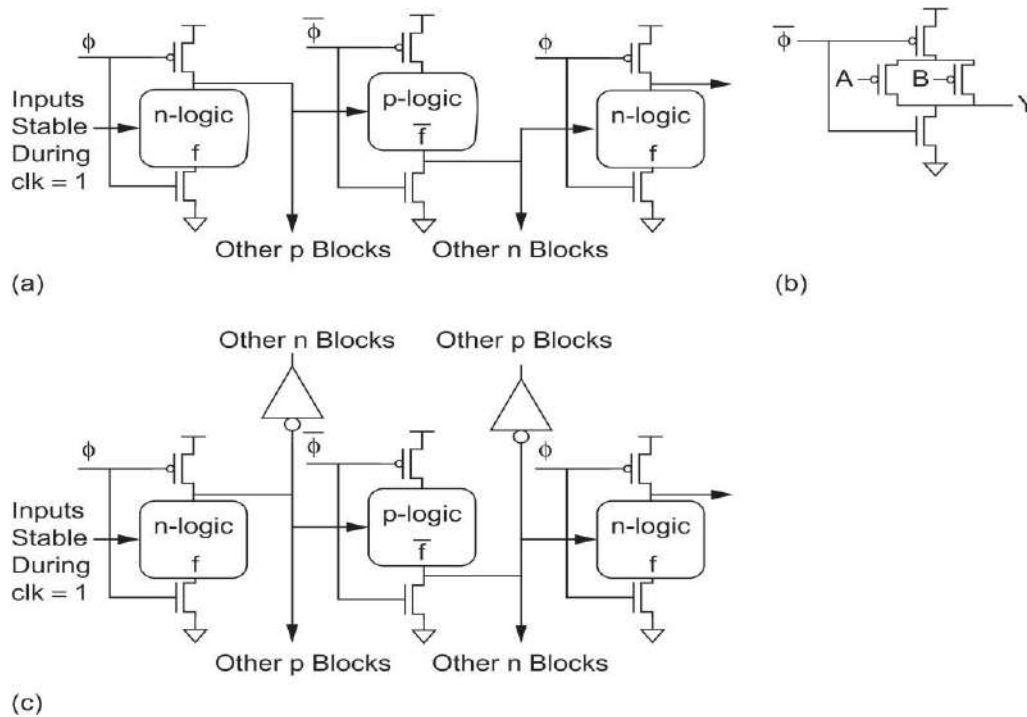 ϕ
ϕ̅
ϕ
ϕ̅
Inputs
Stable
During
clk = 1
n-logic
f
p-logic
f̅
n-logic
f
A
B
Y
Other p Blocks
Other n Blocks
(a)
(b)
Other n Blocks
Other p Blocks
ϕ
ϕ̅
ϕ
Inputs
Stable
During
clk = 1
n-logic
f
p-logic
f̅
n-logic
f
Other p Blocks
Other n Blocks
(c)